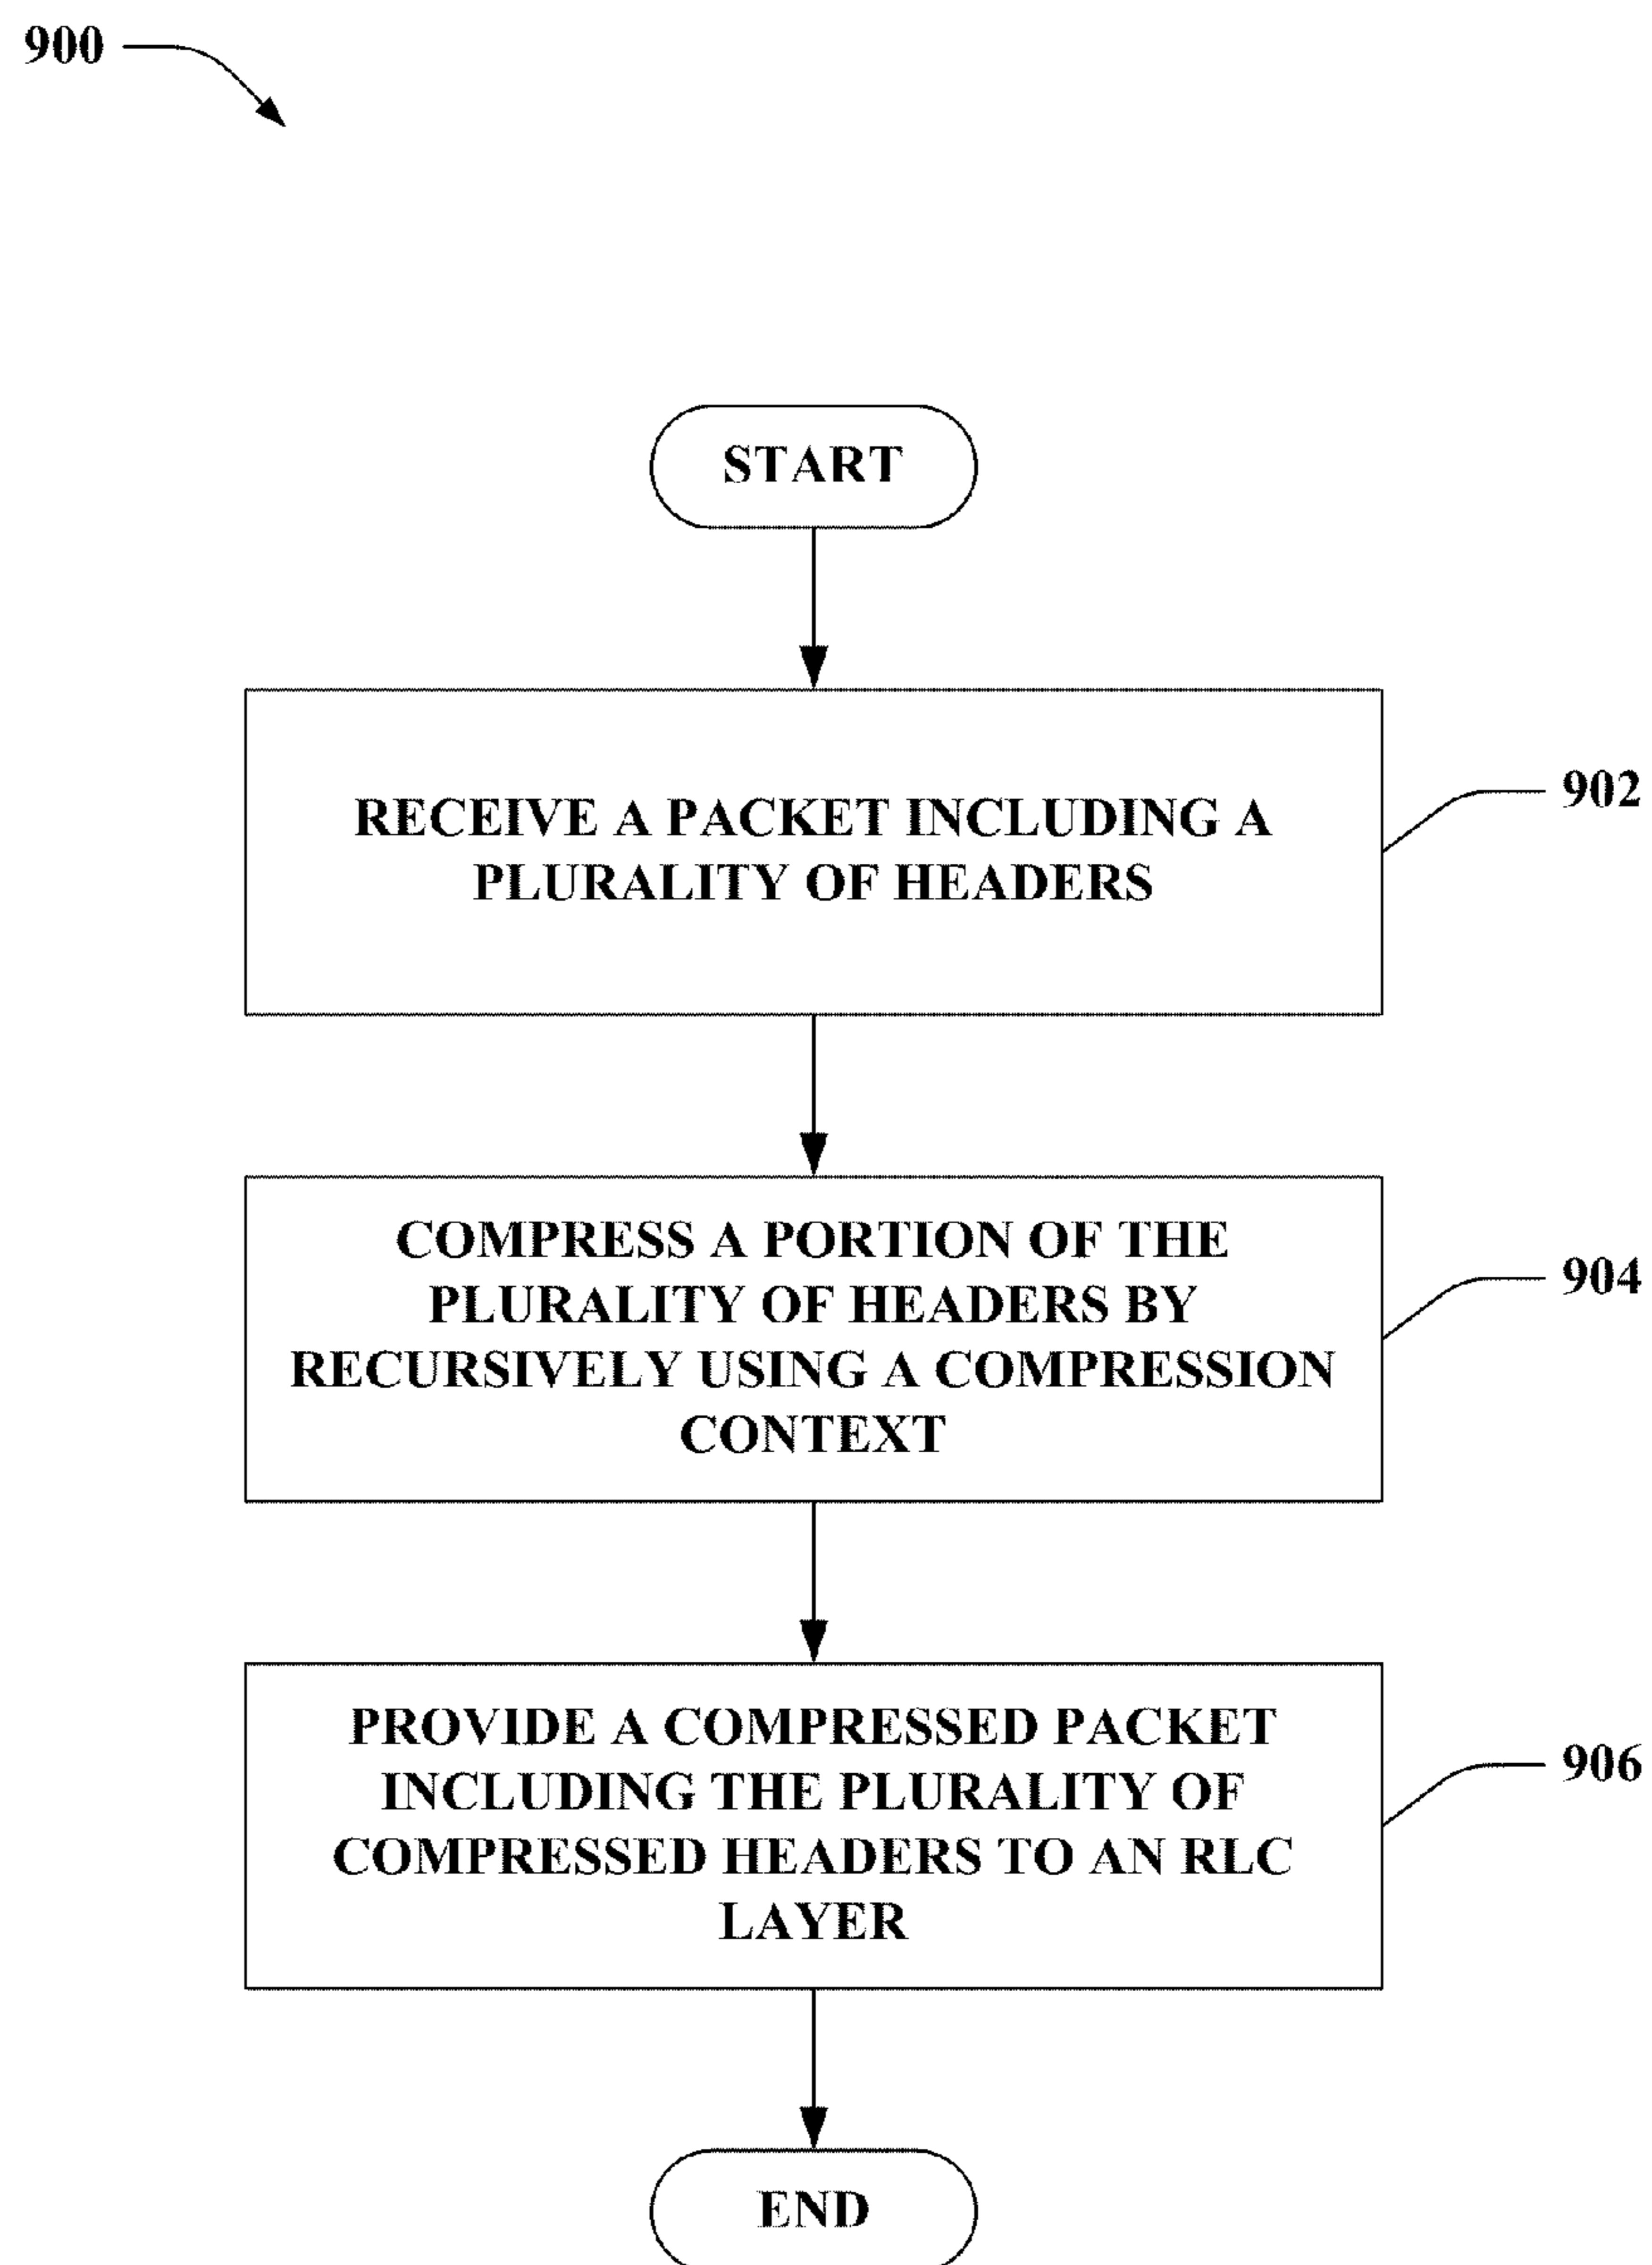 900
START
RECEIVE A PACKET INCLUDING A
PLURALITY OF HEADERS
902
COMPRESS A PORTION OF THE
PLURALITY OF HEADERS BY
RECURSIVELY USING A COMPRESSION
CONTEXT
904
PROVIDE A COMPRESSED PACKET
INCLUDING THE PLURALITY OF
COMPRESSED HEADERS TO AN RLC
LAYER
906
END